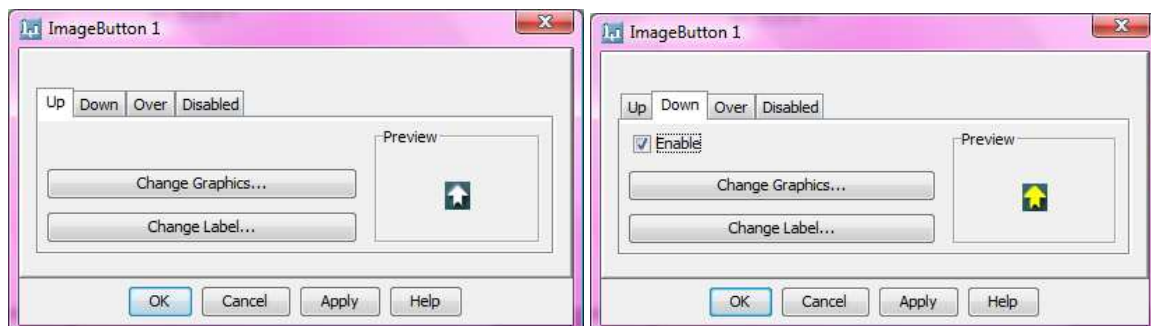 ImageButton 1
Up Down Over Disabled
Preview
Change Graphics...
Change Label...
OK Cancel Apply Help
ImageButton 1
Up Down Over Disabled
Enable
Preview
Change Graphics...
Change Label...
OK Cancel Apply Help